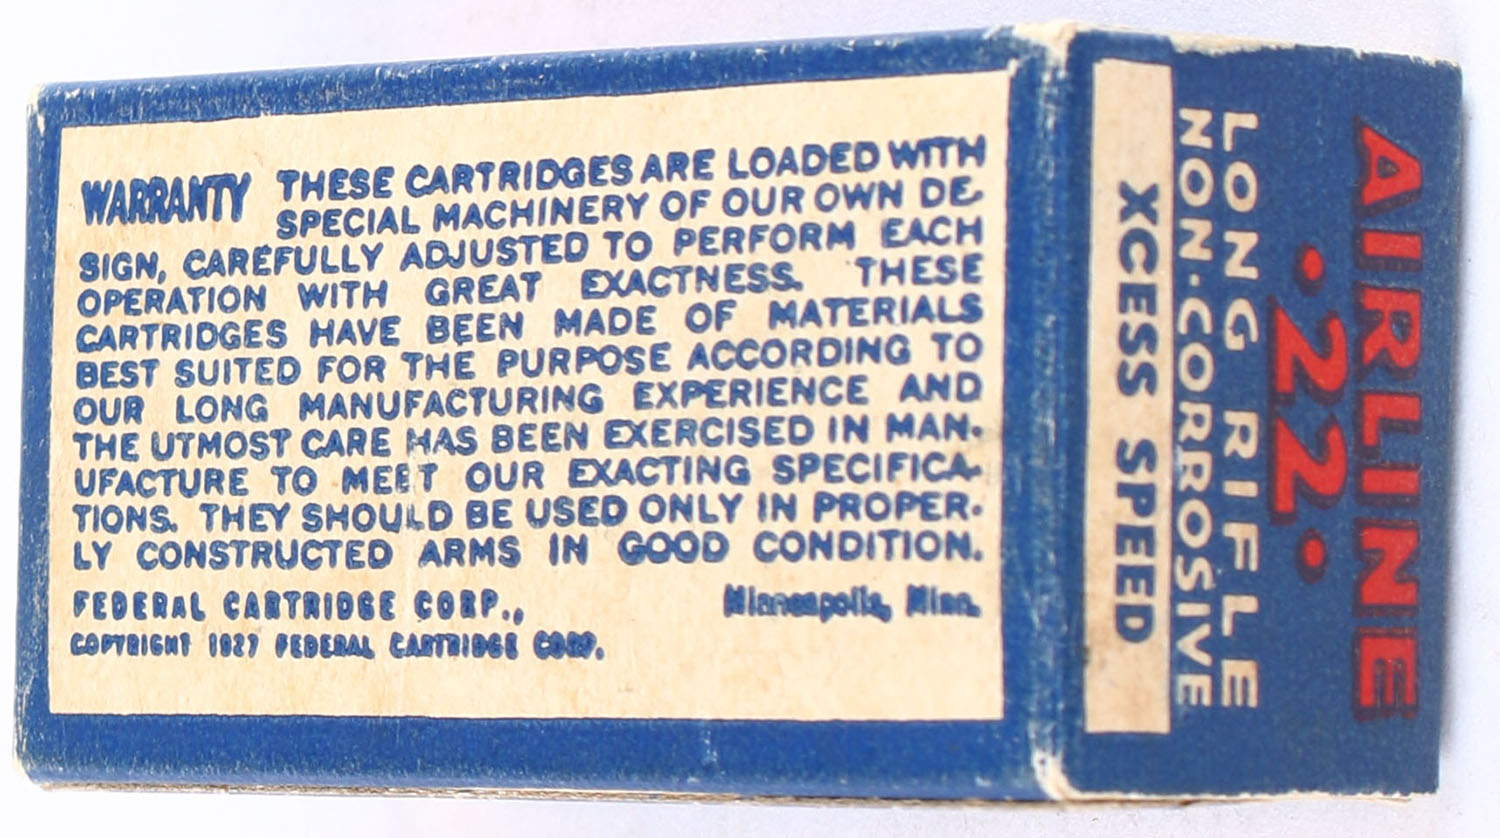 WARRANTY THESE CARTRIDGES ARE LOADED WITH
SPECIAL MACHINERY OF OUR OWN DE-
SIGN, CAREFULLY ADJUSTED TO PERFORM EACH
OPERATION WITH GREAT EXACTNESS. THESE
CARTRIDGES HAVE BEEN MADE OF MATERIALS
BEST SUITED FOR THE PURPOSE ACCORDING TO
OUR LONG MANUFACTURING EXPERIENCE AND
THE UTMOST CARE HAS BEEN EXERCISED IN MAN-
UFACTURE TO MEET OUR EXACTING SPECIFICA-
TIONS. THEY SHOULD BE USED ONLY IN PROPER-
LY CONSTRUCTED ARMS IN GOOD CONDITION.
FEDERAL CARTRIDGE CORP., Minneapolis, Minn.
COPYRIGHT 1927 FEDERAL CARTRIDGE CORP.
AIRLINE
·22·
LONG RIFLE
NON-CORROSIVE
XCESS SPEED